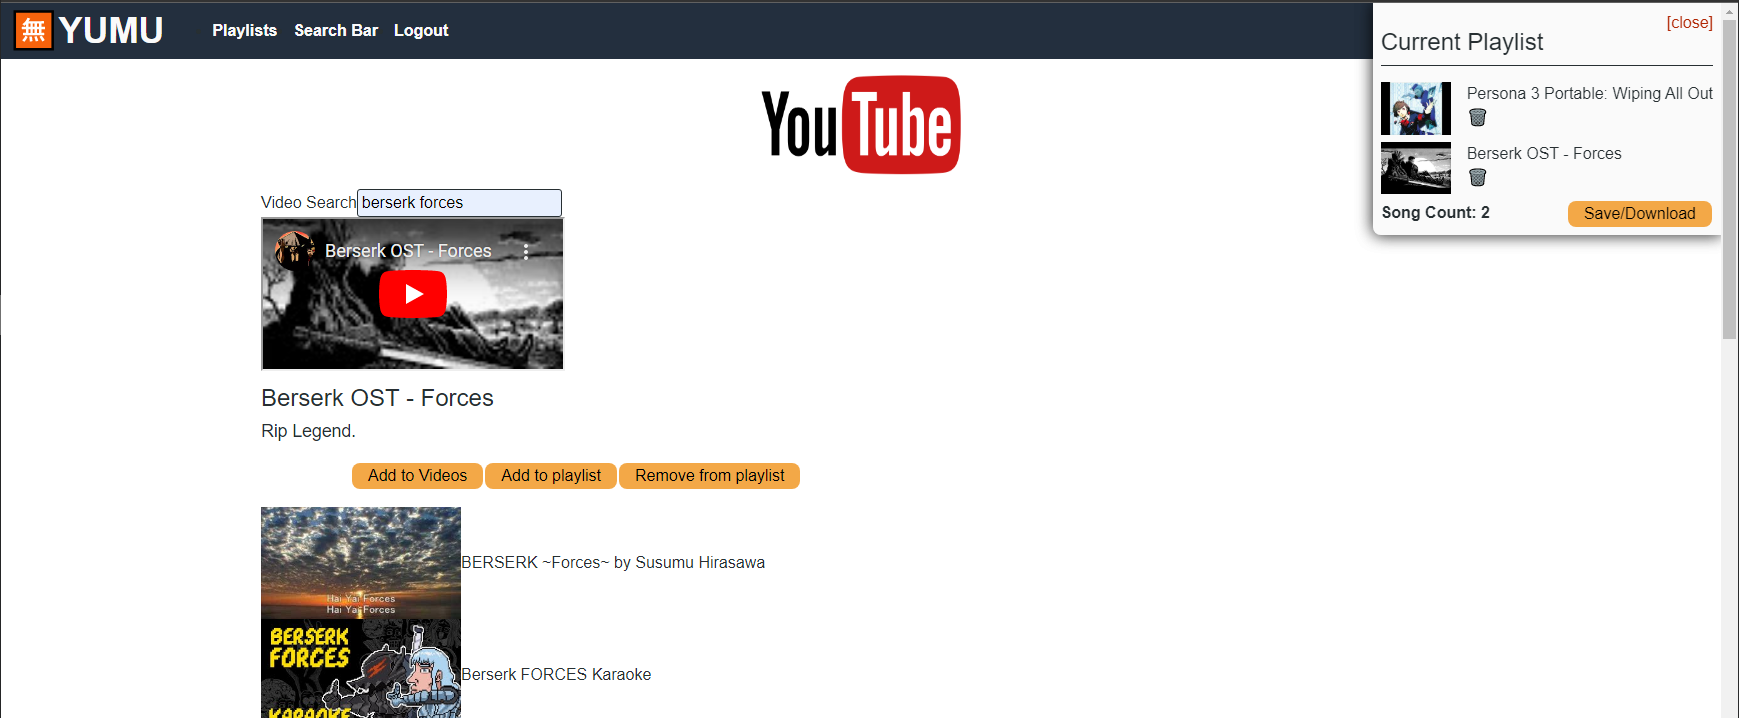 無 YUMU
Playlists Search Bar Logout
[close]
Current Playlist
Persona 3 Portable: Wiping All Out
Berserk OST - Forces
Song Count: 2 Save/Download
YouTube
Video Search berserk forces
Berserk OST - Forces
Berserk OST - Forces
Rip Legend.
Add to Videos Add to playlist Remove from playlist
Hai Yai Forces
Hai Yai Forces
BERSERK ~Forces~ by Susumu Hirasawa
BERSERK
FORCES
KARAOKE
Berserk FORCES Karaoke